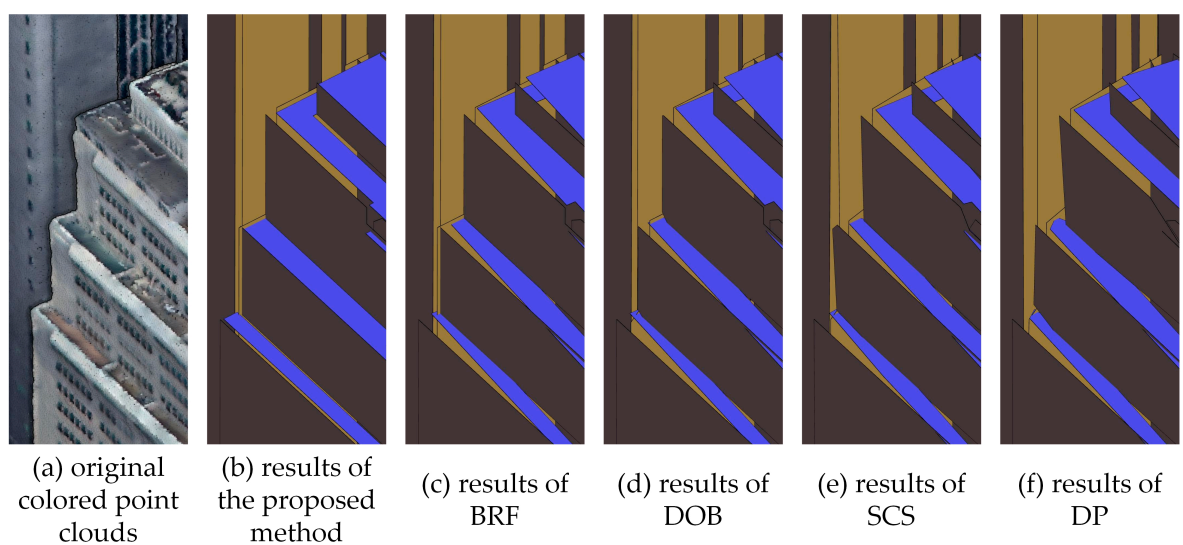 (a) original
colored point
clouds
(b) results of
the proposed
method
(c) results of
BRF
(d) results of
DOB
(e) results of
SCS
(f) results of
DP